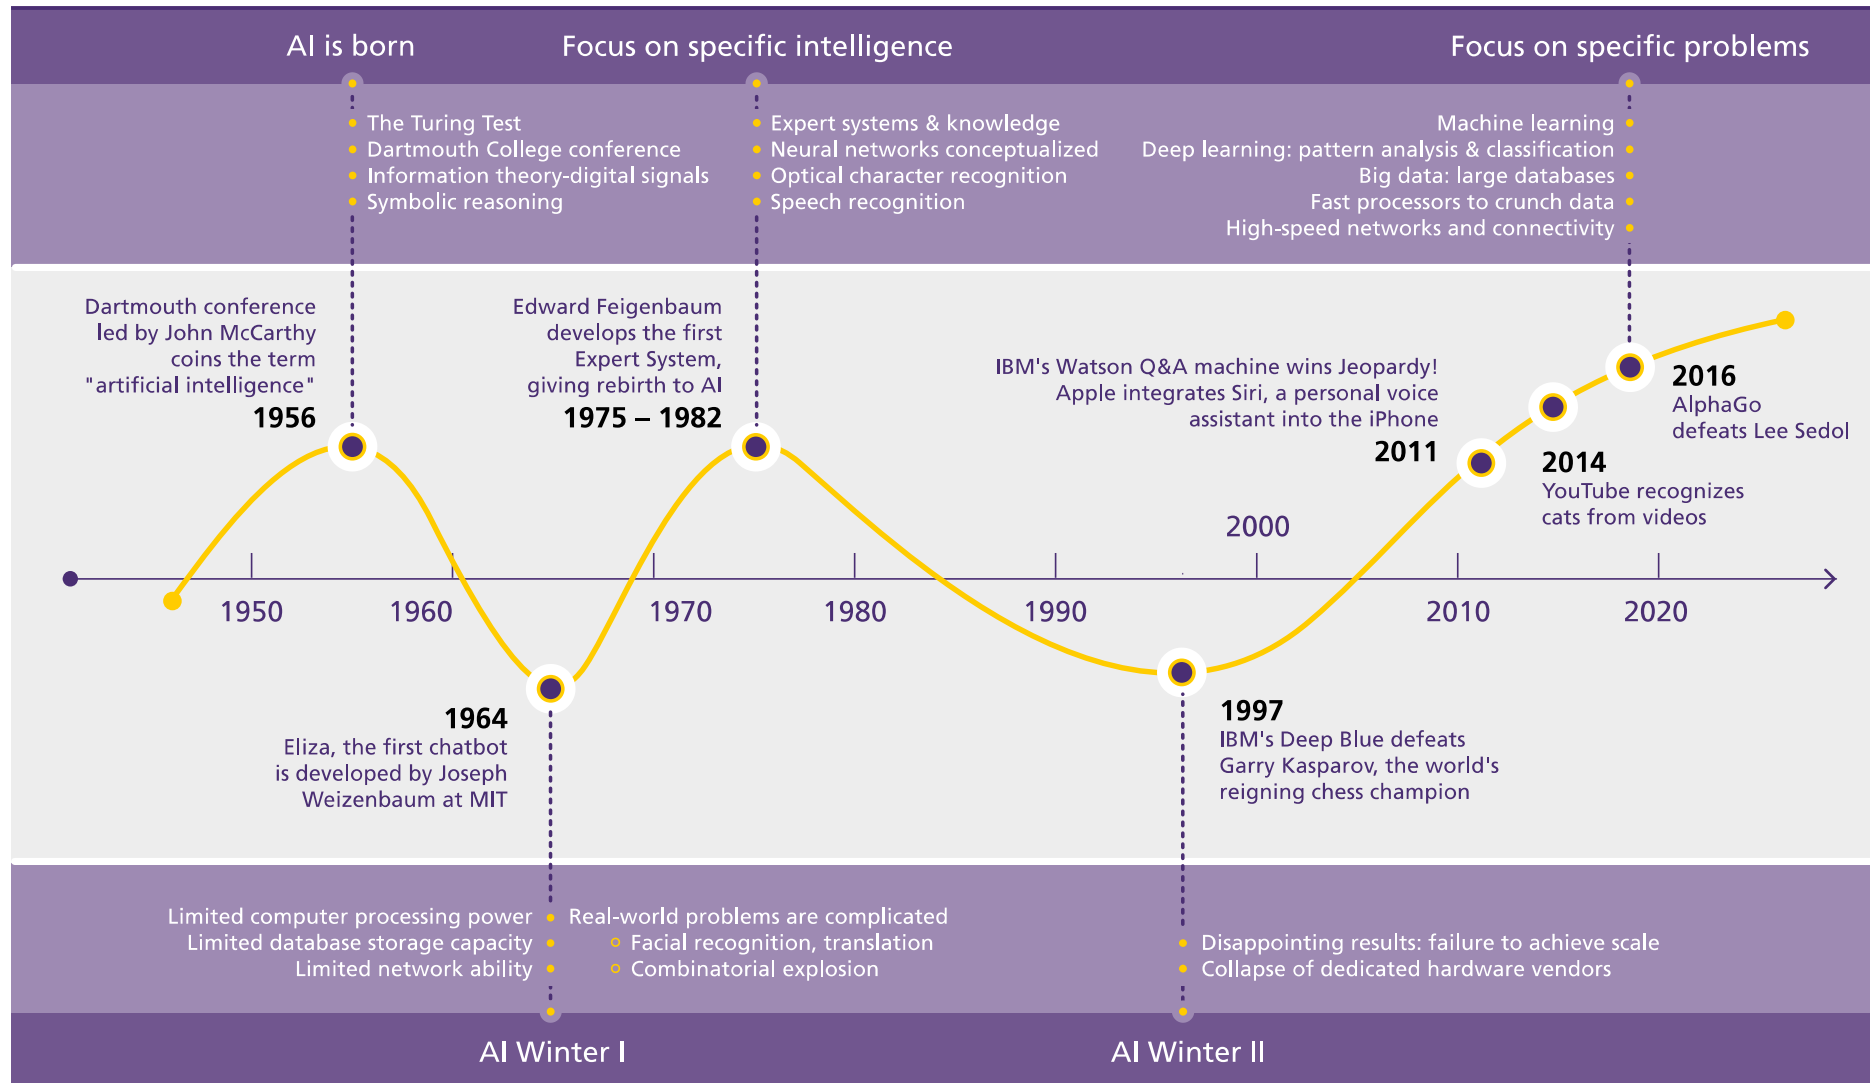 AI is born
Focus on specific intelligence
Focus on specific problems
The Turing Test
Dartmouth College conference
Information theory-digital signals
Symbolic reasoning
Expert systems & knowledge
Neural networks conceptualized
Optical character recognition
Speech recognition
Machine learning
Deep learning: pattern analysis & classification
Big data: large databases
Fast processors to crunch data
High-speed networks and connectivity
Dartmouth conference
led by John McCarthy
coins the term
"artificial intelligence"
1956
Edward Feigenbaum
develops the first
Expert System,
giving rebirth to AI
1975 – 1982
IBM's Watson Q&A machine wins Jeopardy!
Apple integrates Siri, a personal voice
assistant into the iPhone
2011
2014
YouTube recognizes
cats from videos
2016
AlphaGo
defeats Lee Sedol
1950
1960
1970
1980
1990
2000
2010
2020
1964
Eliza, the first chatbot
is developed by Joseph
Weizenbaum at MIT
1997
IBM's Deep Blue defeats
Garry Kasparov, the world's
reigning chess champion
Limited computer processing power
Limited database storage capacity
Limited network ability
Real-world problems are complicated
Facial recognition, translation
Combinatorial explosion
Disappointing results: failure to achieve scale
Collapse of dedicated hardware vendors
AI Winter I
AI Winter II